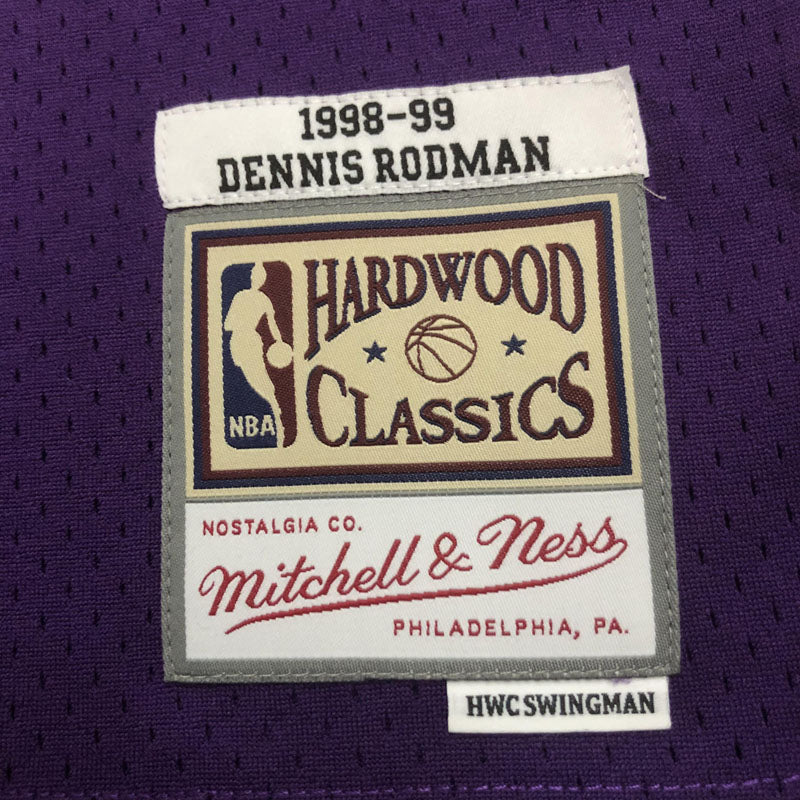 1998-99
DENNIS RODMAN
HARDWOOD
CLASSICS
NBA
NOSTALGIA CO.
Mitchell & Ness
PHILADELPHIA, PA.
HWC SWINGMAN